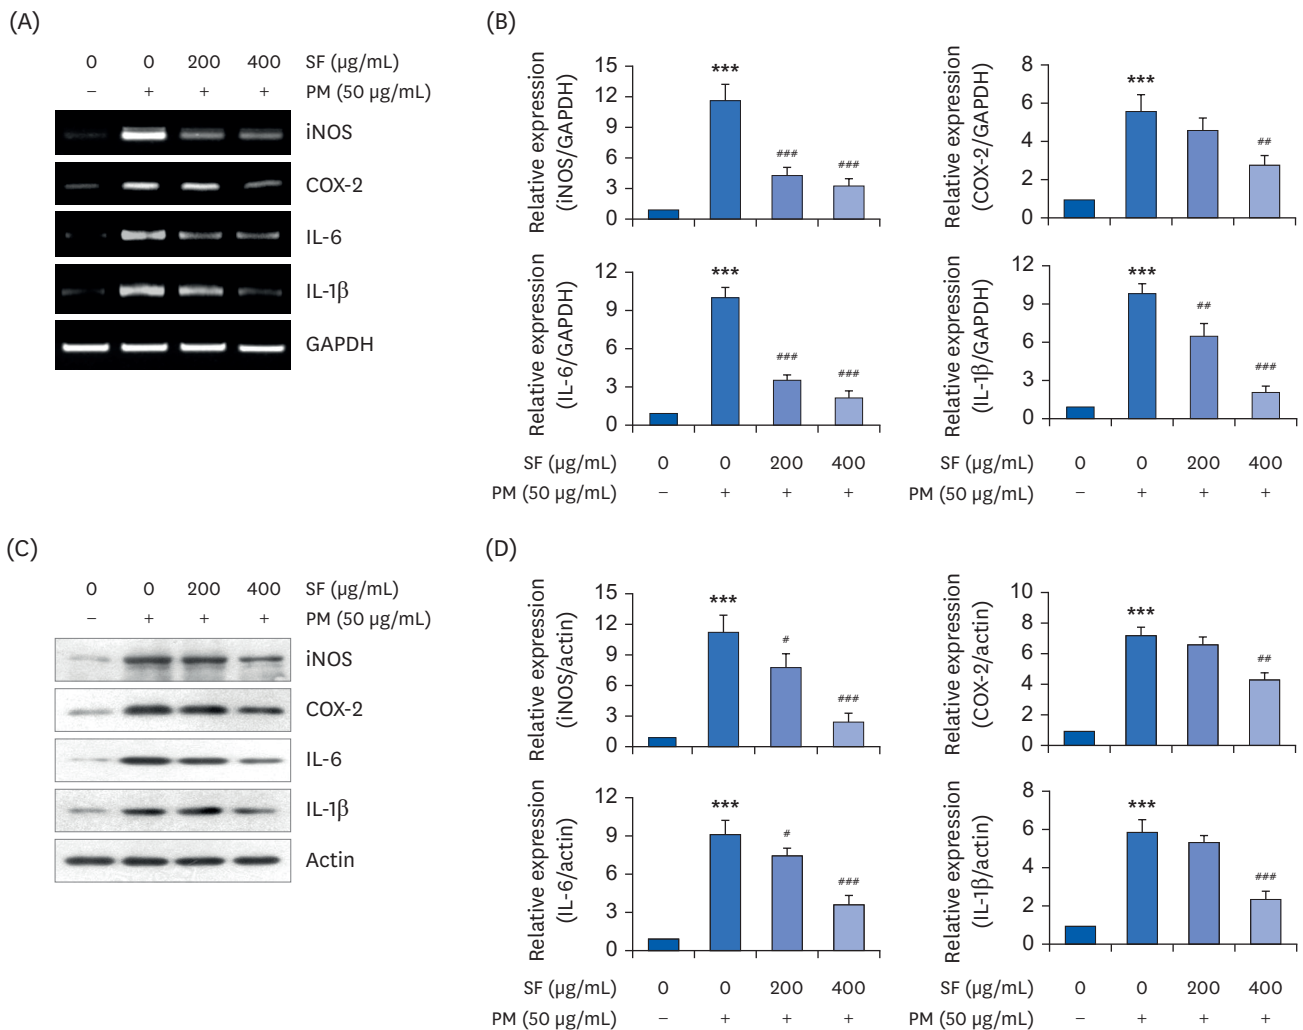 (A)
0 0 200 400 SF (µg/mL)
– + + + PM (50 µg/mL)
iNOS
COX-2
IL-6
IL-1β
GAPDH
(B)
Relative expression
(iNOS/GAPDH)
15
12
9
6
3
0
***
###
###
Relative expression
(COX-2/GAPDH)
8
6
4
2
0
***
##
Relative expression
(IL-6/GAPDH)
12
9
6
3
0
***
###
###
Relative expression
(IL-1β/GAPDH)
12
9
6
3
0
***
##
###
SF (µg/mL) 0 0 200 400
PM (50 µg/mL) – + + +
SF (µg/mL) 0 0 200 400
PM (50 µg/mL) – + + +
(C)
0 0 200 400 SF (µg/mL)
– + + + PM (50 µg/mL)
iNOS
COX-2
IL-6
IL-1β
Actin
(D)
Relative expression
(iNOS/actin)
15
12
9
6
3
0
***
#
###
Relative expression
(COX-2/actin)
10
8
6
4
2
0
***
##
Relative expression
(IL-6/actin)
12
9
6
3
0
***
#
###
Relative expression
(IL-1β/actin)
8
6
4
2
0
***
###
SF (µg/mL) 0 0 200 400
PM (50 µg/mL) – + + +
SF (µg/mL) 0 0 200 400
PM (50 µg/mL) – + + +